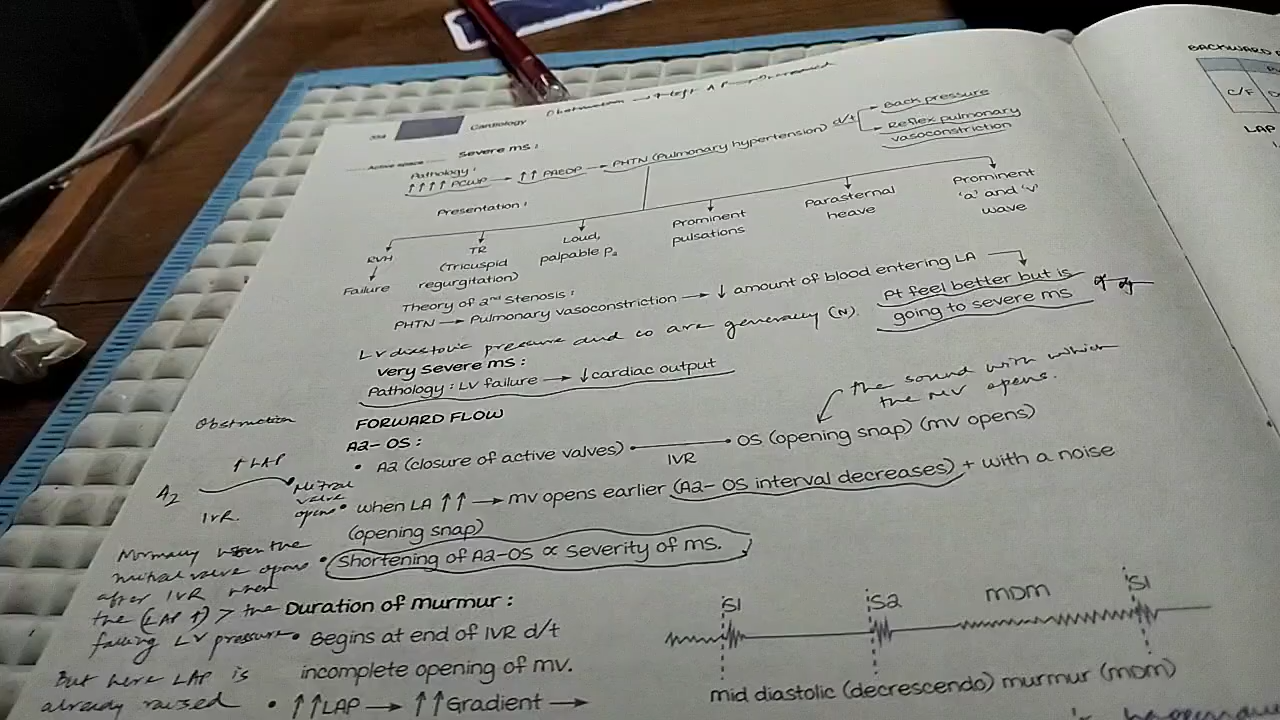 334 Cardiology
Active space
Obstruction → ↑ Left AP → Increased
Severe ms :
Pathology :
↑↑↑↑ PCWP → ↑↑ PAEDP → PHTN (Pulmonary hypertension) d/t
Back pressure
Reflex pulmonary
vasoconstriction
Presentation :
RVH
Failure
TR
(Tricuspid
regurgitation)
Loud,
palpable P₂
Prominent
pulsations
Parasternal
heave
Prominent
'a' and 'v'
wave
Theory of 2nd Stenosis :
PHTN → Pulmonary vasoconstriction → ↓ amount of blood entering LA
Pt feel better but is
going to severe ms
LV diastolic pressure and co are generally (N)
very severe ms :
Pathology : LV failure → ↓ cardiac output
Obstruction
FORWARD FLOW
A2-OS :
• A2 (closure of active valves) IVR OS (opening snap) (mv opens)
the sound with which
the MV opens.
↑ LAP
A₂
IVR
Mitral
valve
opens
• when LA ↑↑ → mv opens earlier (A2-OS interval decreases) + with a noise
(opening snap)
• Shortening of A2-OS ∝ Severity of ms.
Normally when the
mitral valve opens
after IVR when
the (LAP ↑) > the
falling LV pressure
But here LAP is
already raised
Duration of murmur :
• Begins at end of IVR d/t
incomplete opening of mv.
• ↑↑LAP → ↑↑Gradient →
S1
S2
MDM
S1
mid diastolic (decrescendo) murmur (mDm)
BACKWARD
C/F
LAP